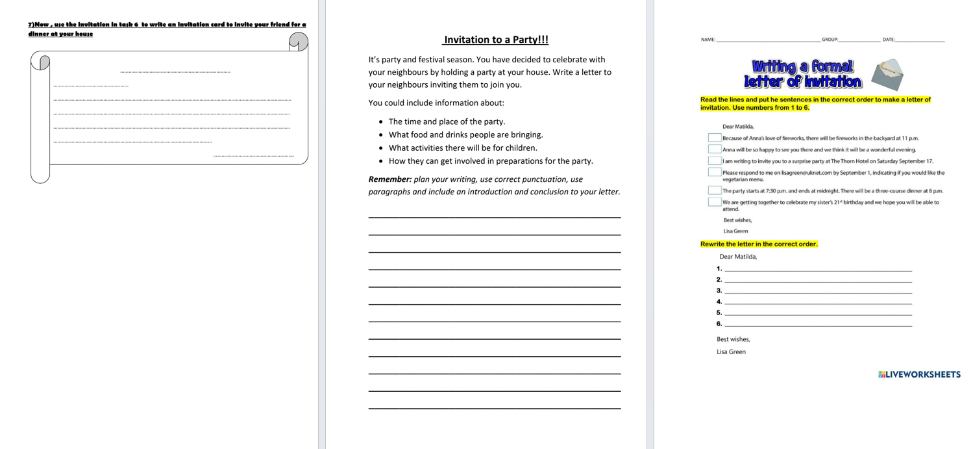 7)Now , use the invitation in task 6 to write an invitation card to invite your friend for a
dinner at your house
Invitation to a Party!!!
It's party and festival season. You have decided to celebrate with
your neighbours by holding a party at your house. Write a letter to
your neighbours inviting them to join you.
You could include information about:
• The time and place of the party.
• What food and drinks people are bringing.
• What activities there will be for children.
• How they can get involved in preparations for the party.
Remember: plan your writing, use correct punctuation, use
paragraphs and include an introduction and conclusion to your letter.
NAME: GROUP: DATE:
Writing a formal
letter of invitation
Read the lines and put he sentences in the correct order to make a letter of
invitation. Use numbers from 1 to 6.
Dear Matilda,
Because of Anna's love of fireworks, there will be fireworks in the backyard at 11 p.m.
Anna will be so happy to see you there and we think it will be a wonderful evening.
I am writing to invite you to a surprise party at The Thorn Hotel on Saturday September 17.
Please respond to me on lisagreeneruknet.com by September 1, indicating if you would like the
vegetarian menu.
The party starts at 7:30 p.m. and ends at midnight. There will be a three-course dinner at 8 p.m.
We are getting together to celebrate my sister's 21st birthday and we hope you will be able to
attend.
Best wishes,
Lisa Green
Rewrite the letter in the correct order.
Dear Matilda,
1.
2.
3.
4.
5.
6.
Best wishes,
Lisa Green
LIVEWORKSHEETS